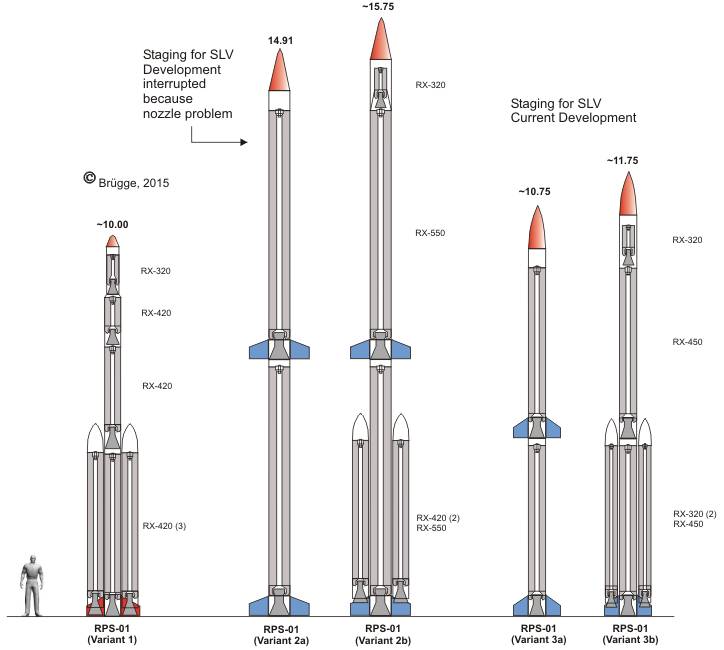 ~15.75
14.91
Staging for SLV
Development
interrupted
because
nozzle problem
RX-320
Staging for SLV
Current Development
~11.75
© Brügge, 2015
~10.75
~10.00
RX-550
RX-320
RX-320
RX-420
RX-450
RX-420
RX-420 (3)
RX-420 (2)
RX-550
RX-320 (2)
RX-450
RPS-01
(Variant 1)
RPS-01
(Variant 2a)
RPS-01
(Variant 2b)
RPS-01
(Variant 3a)
RPS-01
(Variant 3b)